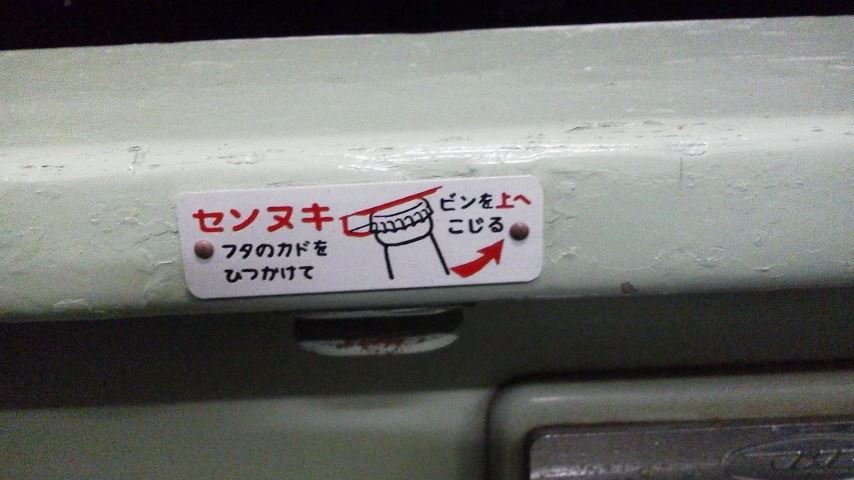 センヌキ
フタのカドを
ひつかけて
ビンを上へ
こじる